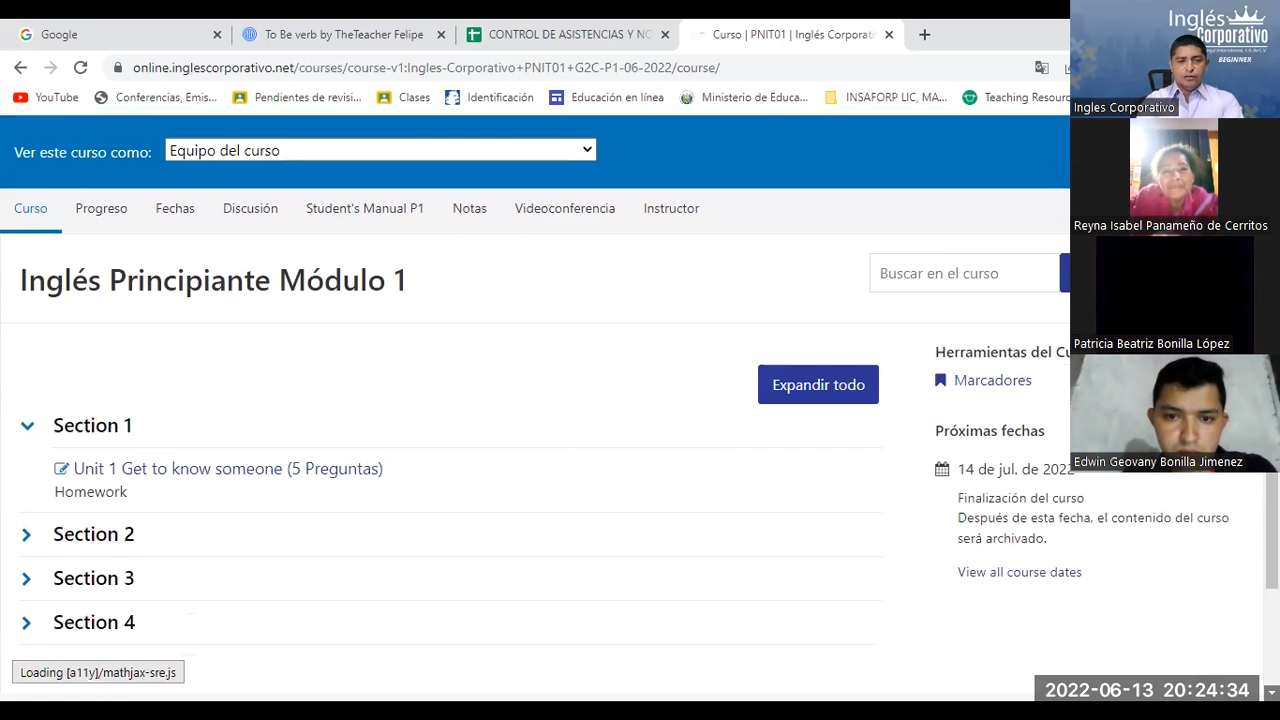 Google
To Be verb by TheTeacher Felipe
CONTROL DE ASISTENCIAS Y NO
Curso | PNIT01 | Inglés Corporat
online.inglescorporativo.net/courses/course-v1:Ingles-Corporativo+PNIT01+G2C-P1-06-2022/course/
YouTube
Conferencias, Emis...
Pendientes de revisi...
Clases
Identificación
Educación en línea
Ministerio de Educa...
INSAFORP LIC, MA...
Teaching Resour
Ver este curso como:
Equipo del curso
Curso
Progreso
Fechas
Discusión
Student's Manual P1
Notas
Videoconferencia
Instructor
Inglés Principiante Módulo 1
Buscar en el curso
Expandir todo
Section 1
Unit 1 Get to know someone (5 Preguntas)
Homework
Section 2
Section 3
Section 4
Herramientas del Cu
Marcadores
Próximas fechas
14 de jul. de 2022
Finalización del curso
Después de esta fecha, el contenido del curso
será archivado.
View all course dates
Loading [a11y]/mathjax-sre.js
Inglés
Corporativo
BEGINNER
Ingles Corporativo
Reyna Isabel Panameño de Cerritos
Patricia Beatriz Bonilla López
Edwin Geovany Bonilla Jimenez
2022-06-13 20:24:34